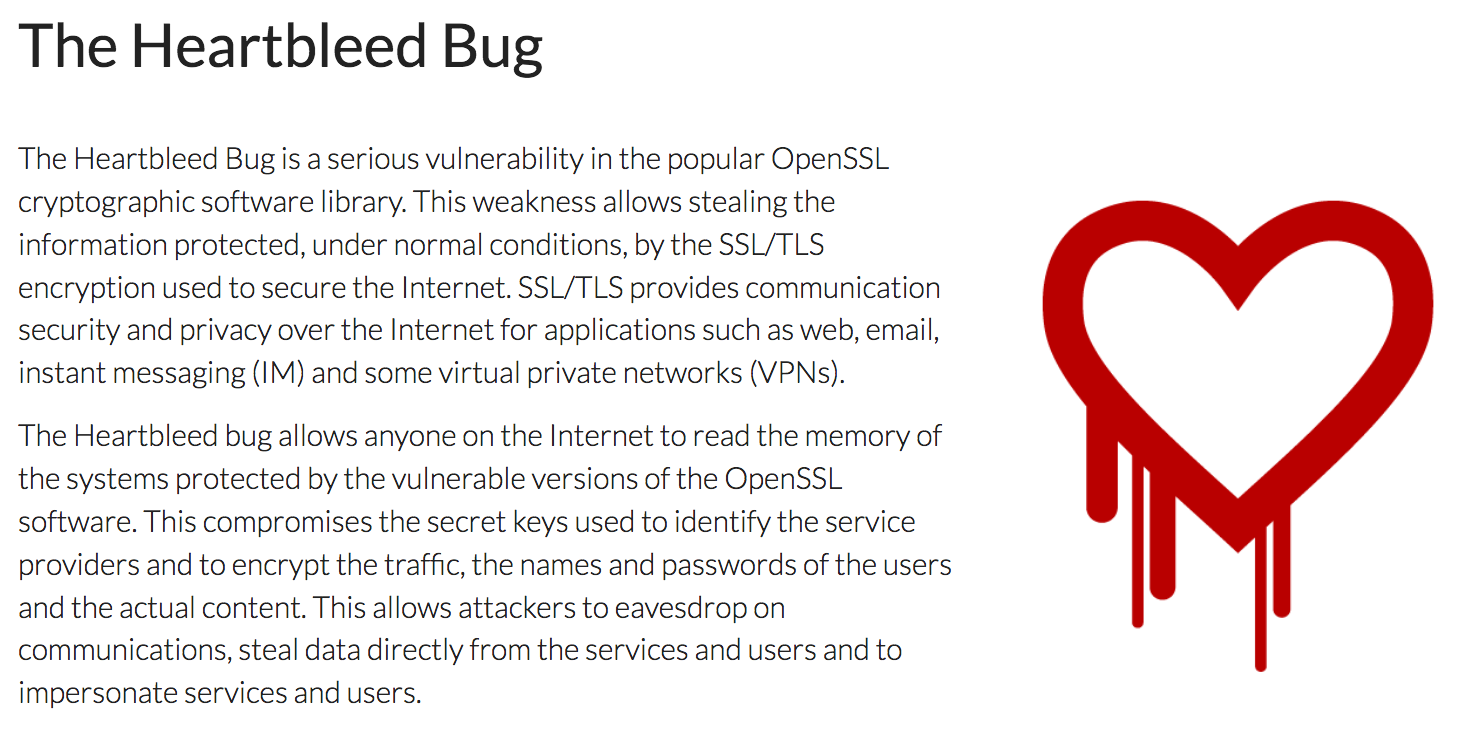 The Heartbleed Bug
The Heartbleed Bug is a serious vulnerability in the popular OpenSSL
cryptographic software library. This weakness allows stealing the
information protected, under normal conditions, by the SSL/TLS
encryption used to secure the Internet. SSL/TLS provides communication
security and privacy over the Internet for applications such as web, email,
instant messaging (IM) and some virtual private networks (VPNs).
The Heartbleed bug allows anyone on the Internet to read the memory of
the systems protected by the vulnerable versions of the OpenSSL
software. This compromises the secret keys used to identify the service
providers and to encrypt the traffic, the names and passwords of the users
and the actual content. This allows attackers to eavesdrop on
communications, steal data directly from the services and users and to
impersonate services and users.